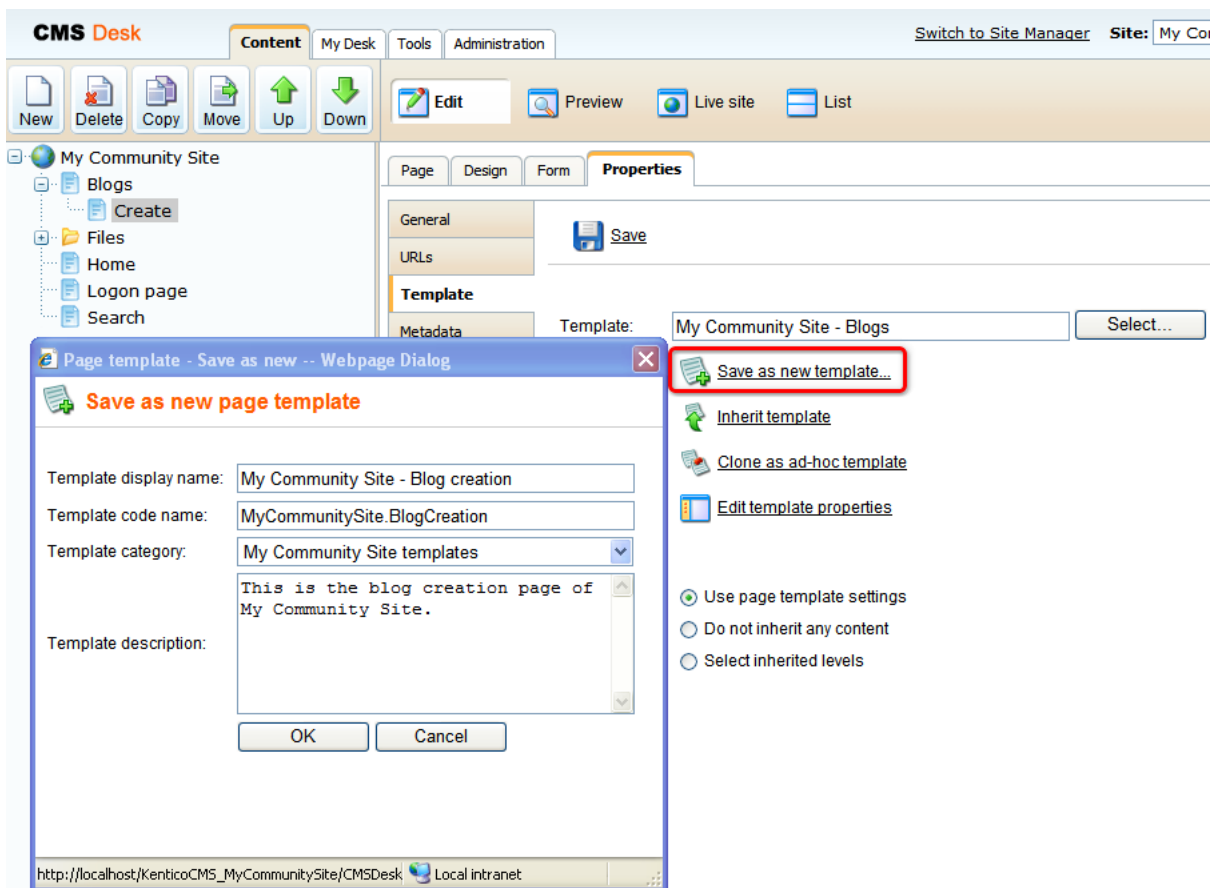 CMS Desk
Content
My Desk
Tools
Administration
Switch to Site Manager
Site:
My Co
New
Delete
Copy
Move
Up
Down
Edit
Preview
Live site
List
My Community Site
Blogs
Create
Files
Home
Logon page
Search
Page
Design
Form
Properties
General
URLs
Template
Metadata
Save
Template:
My Community Site - Blogs
Select...
Save as new template...
Inherit template
Clone as ad-hoc template
Edit template properties
Use page template settings
Do not inherit any content
Select inherited levels
Page template - Save as new -- Webpage Dialog
Save as new page template
Template display name:
My Community Site - Blog creation
Template code name:
MyCommunitySite.BlogCreation
Template category:
My Community Site templates
Template description:
This is the blog creation page of
My Community Site.
OK
Cancel
http://localhost/KenticoCMS_MyCommunitySite/CMSDesk
Local intranet